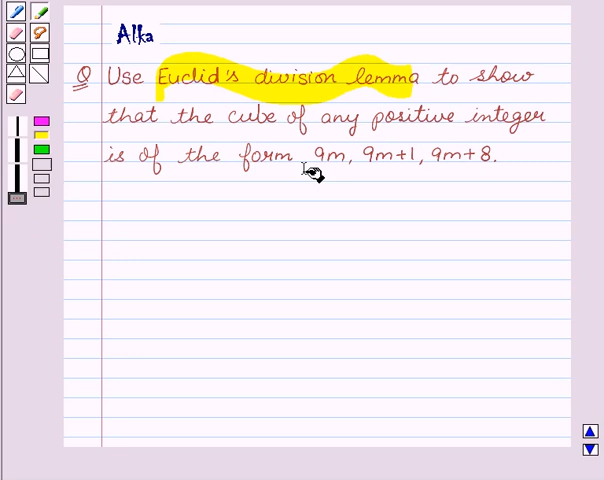 Alka
Q Use Euclid's division lemma to show
that the cube of any positive integer
is of the form 9m, 9m+1, 9m+8.